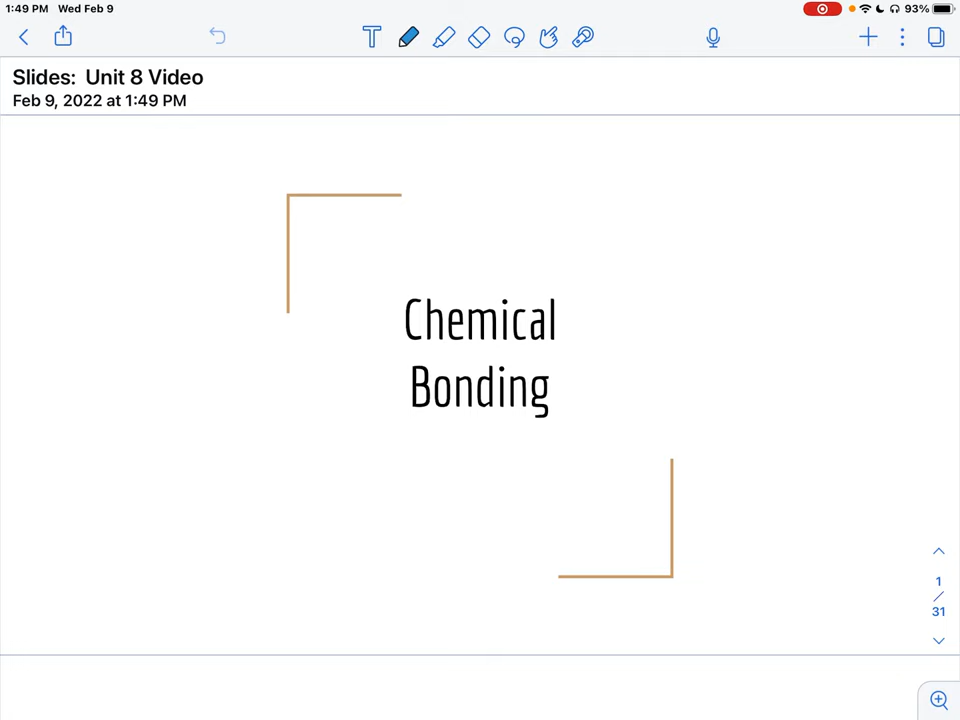 1:49 PM Wed Feb 9
93%
T
Slides: Unit 8 Video
Feb 9, 2022 at 1:49 PM
Chemical
Bonding
1
/
31